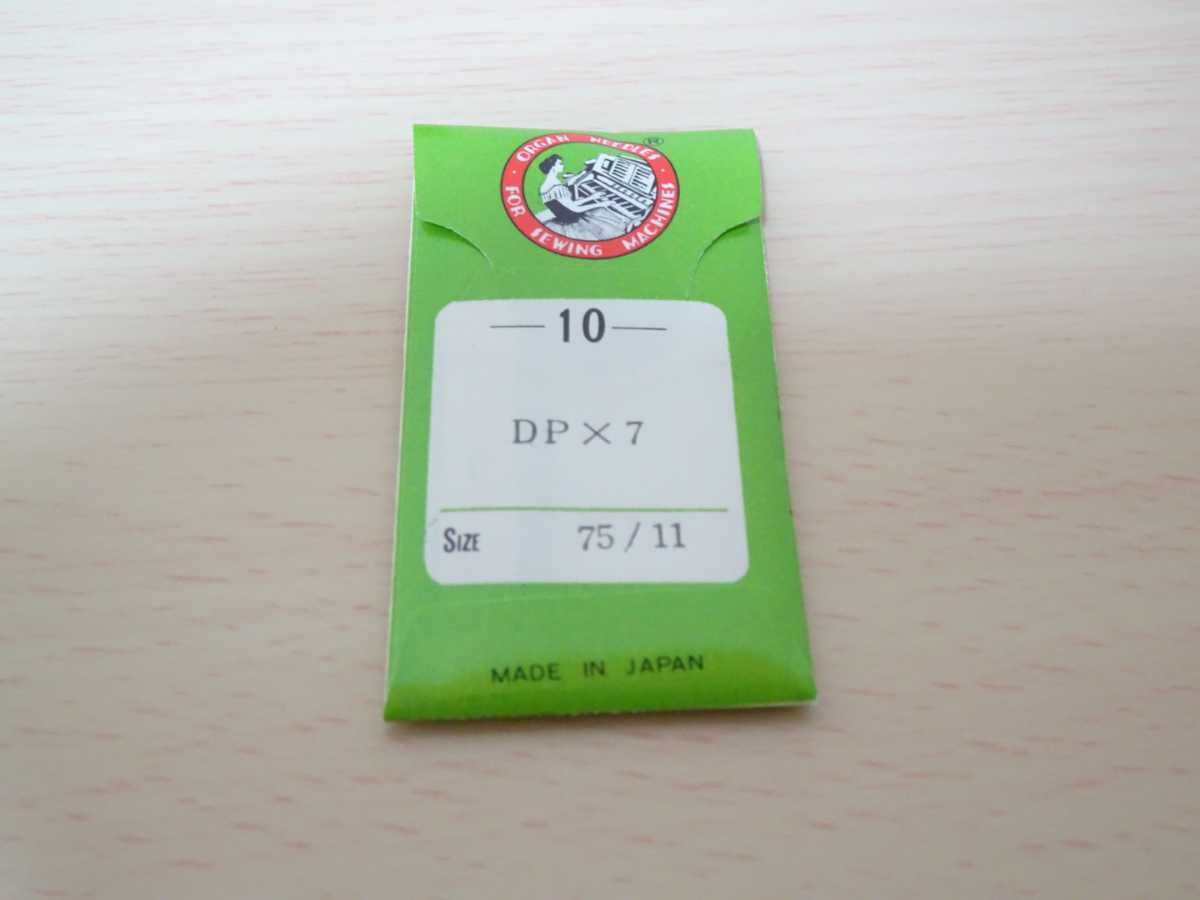 ORGAN NEEDLES ®
FOR SEWING MACHINES
— 10 —
DP×7
SIZE 75/11
MADE IN JAPAN